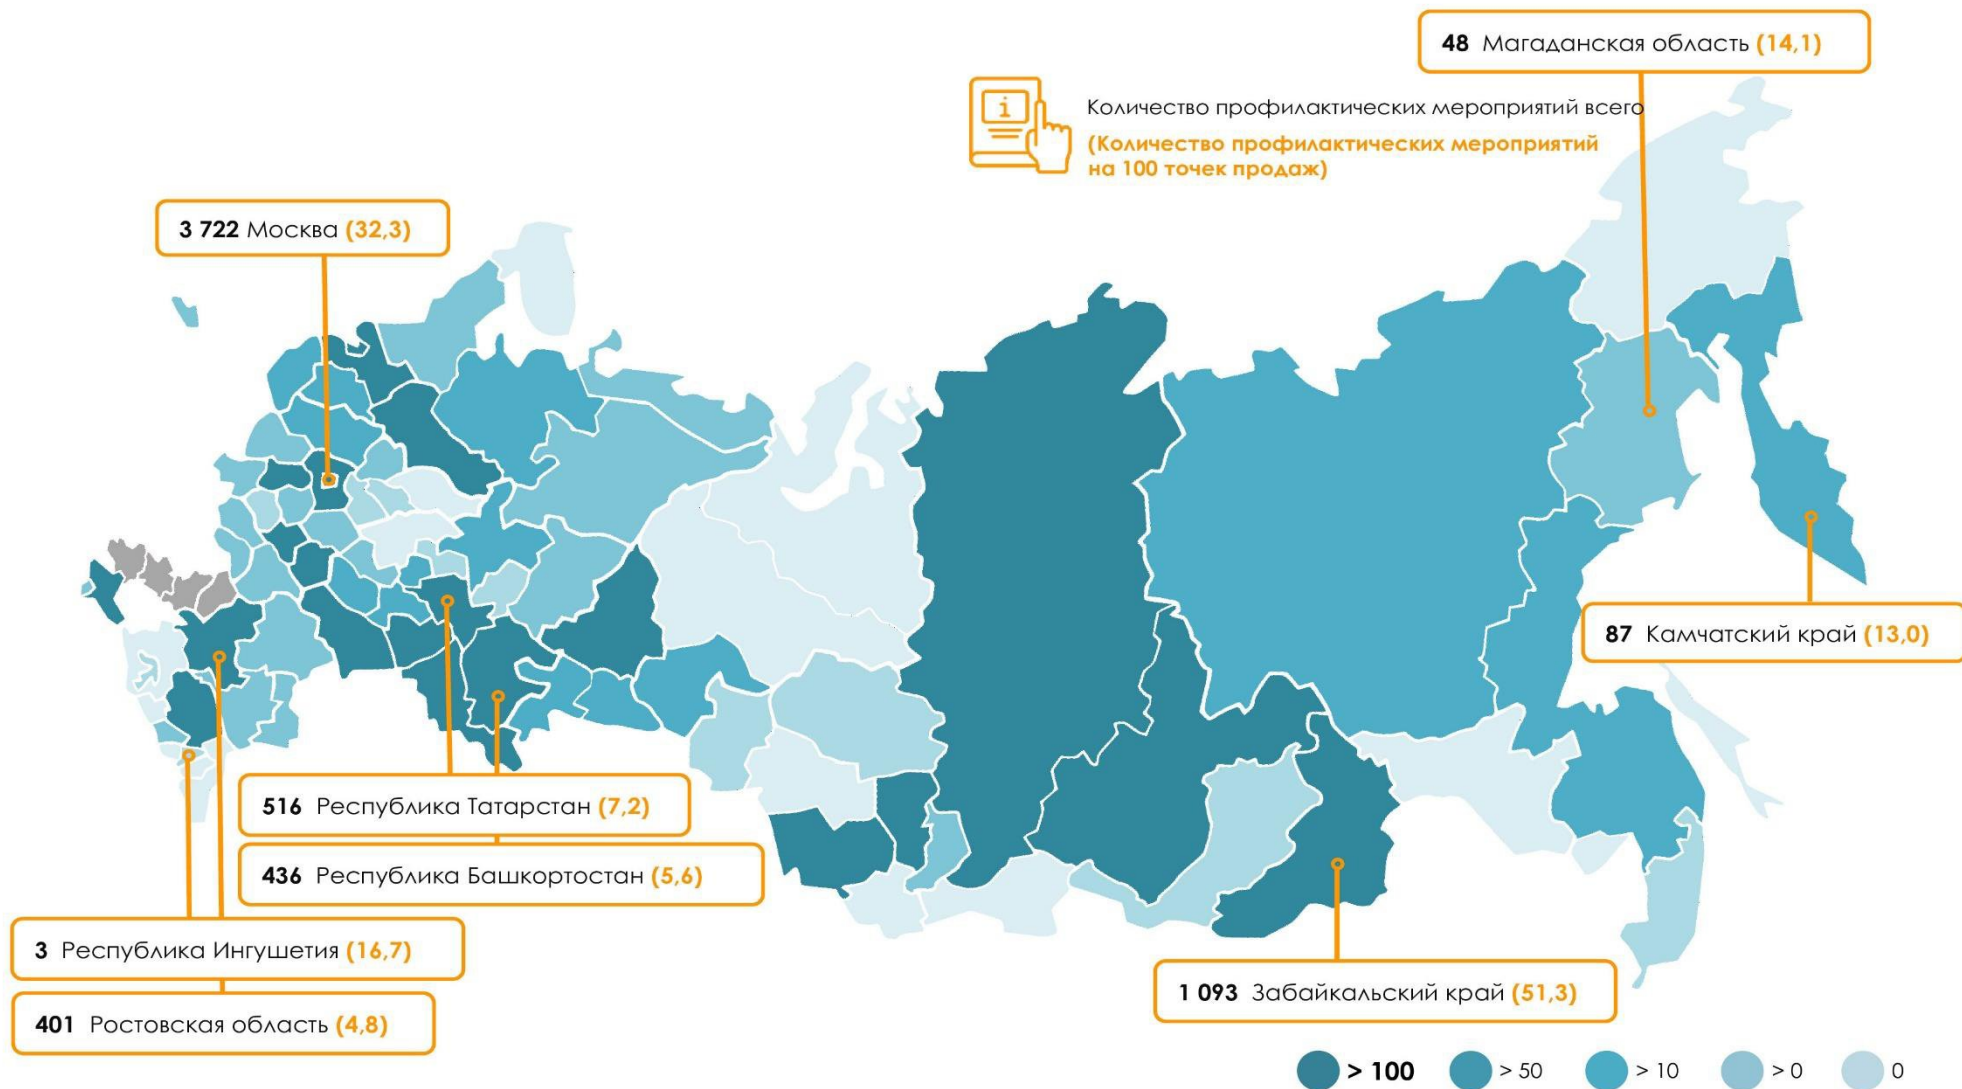 48 Магаданская область (14,1)
Количество профилактических мероприятий всего
(Количество профилактических мероприятий
на 100 точек продаж)
3 722 Москва (32,3)
87 Камчатский край (13,0)
516 Республика Татарстан (7,2)
436 Республика Башкортостан (5,6)
3 Республика Ингушетия (16,7)
401 Ростовская область (4,8)
1 093 Забайкальский край (51,3)
> 100 > 50 > 10 > 0 0